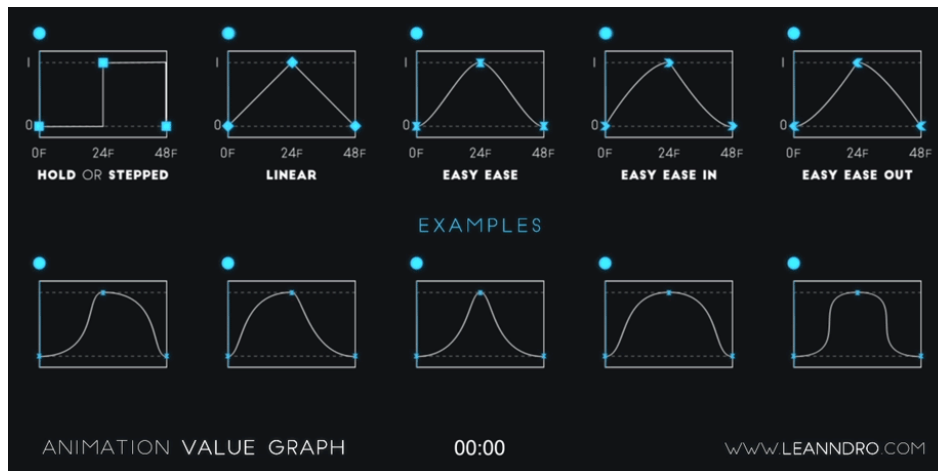 1 1 1 1 1
0 0 0 0 0
0F 24F 48F 0F 24F 48F 0F 24F 48F 0F 24F 48F 0F 24F 48F
HOLD OR STEPPED LINEAR EASY EASE EASY EASE IN EASY EASE OUT
EXAMPLES
ANIMATION VALUE GRAPH 00:00 WWW.LEANNDRO.COM